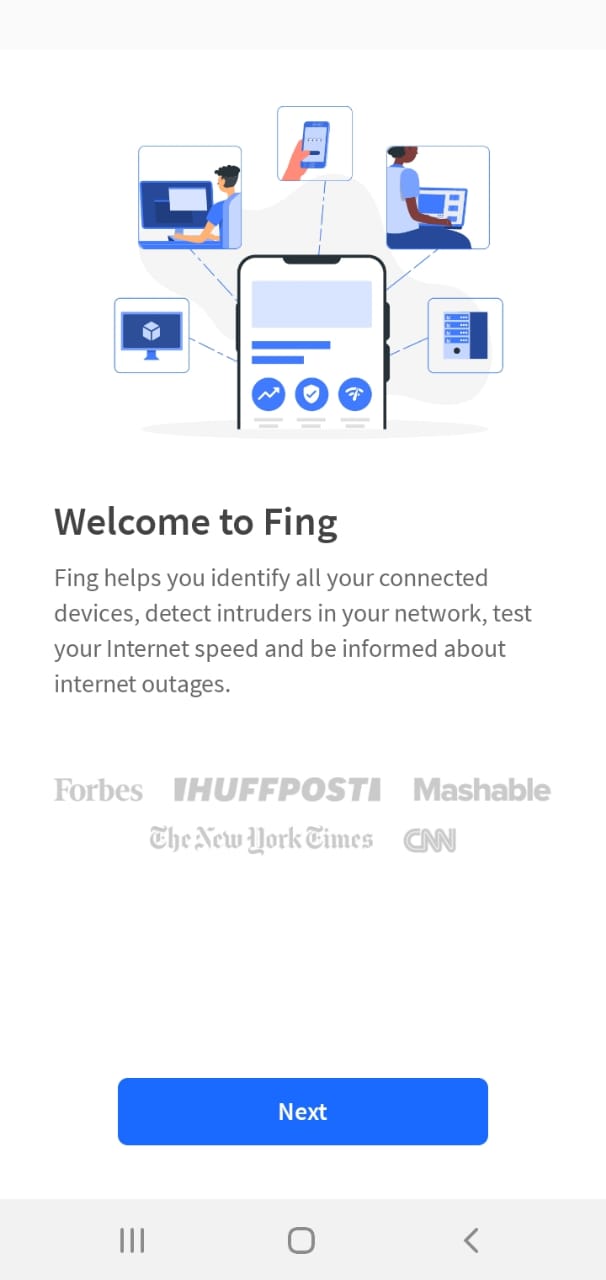 Welcome to Fing
Fing helps you identify all your connected
devices, detect intruders in your network, test
your Internet speed and be informed about
internet outages.
Forbes IHUFFPOSTI Mashable
The New York Times CNN
Next